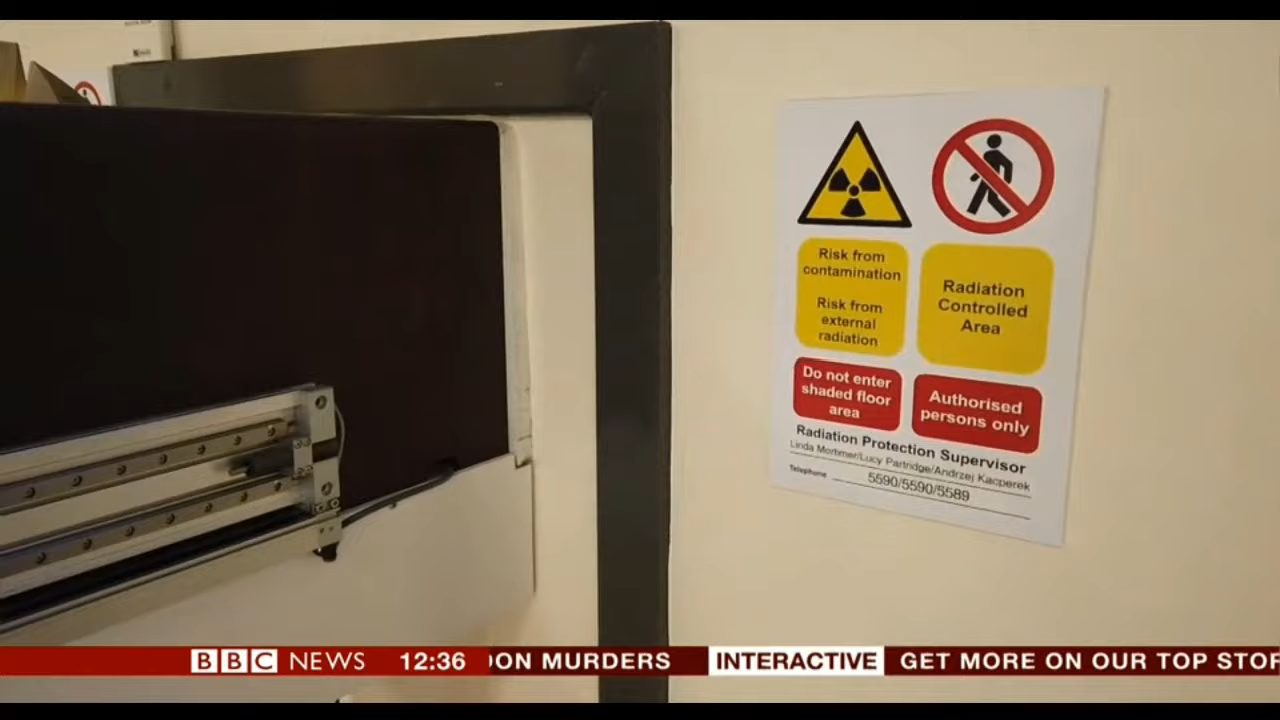 Risk from
contamination
Risk from
external
radiation
Radiation
Controlled
Area
Do not enter
shaded floor
area
Authorised
persons only
Radiation Protection Supervisor
Linda Mortimer/Lucy Partridge/Andrzej Kacperek
Telephone 5590/5590/5589
BBC NEWS 12:36 ON MURDERS INTERACTIVE GET MORE ON OUR TOP STOR